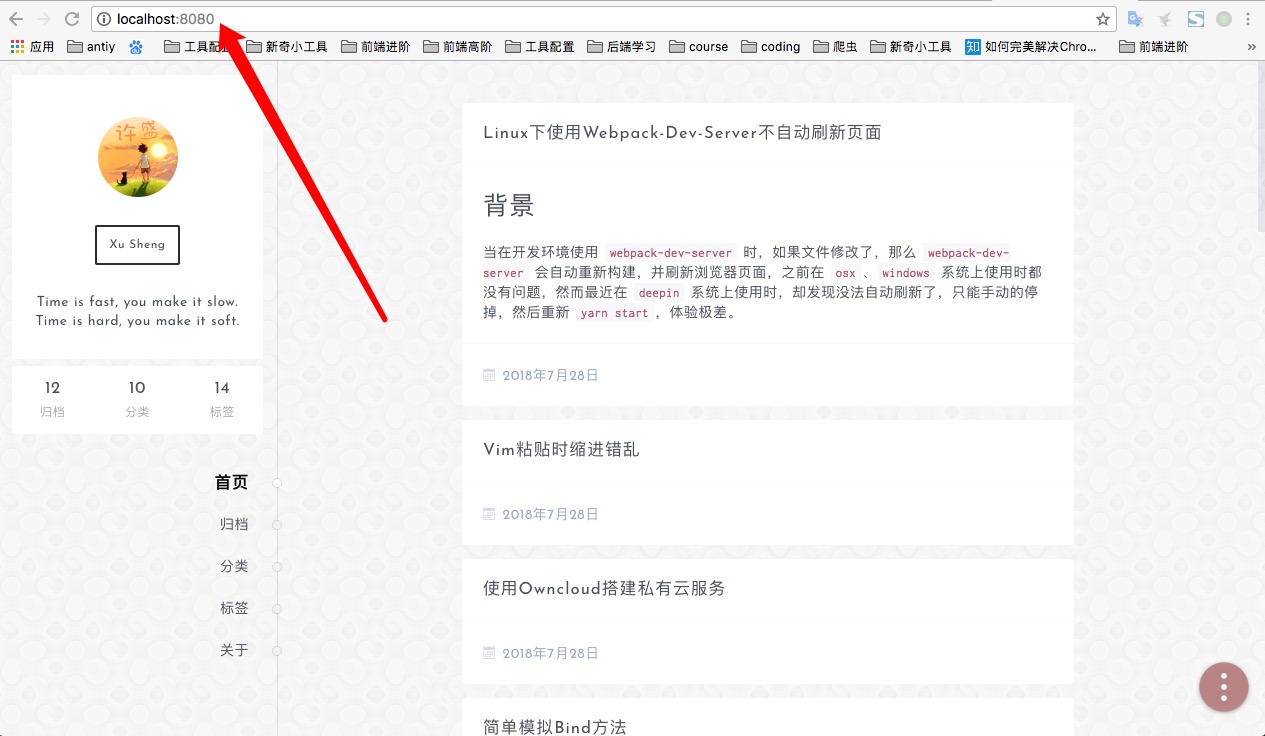 localhost:8080
应用 antiy 工具配 新奇小工具 前端进阶 前端高阶 工具配置 后端学习 course coding 爬虫 新奇小工具 知 如何完美解决Chro... 前端进阶 »
许盛
Xu Sheng
Time is fast, you make it slow.
Time is hard, you make it soft.
12 10 14
归档 分类 标签
首页
归档
分类
标签
关于
Linux下使用Webpack-Dev-Server不自动刷新页面
背景
当在开发环境使用 webpack-dev-server 时，如果文件修改了，那么 webpack-dev-
server 会自动重新构建，并刷新浏览器页面，之前在 osx 、 windows 系统上使用时都
没有问题，然而最近在 deepin 系统上使用时，却发现没法自动刷新了，只能手动的停
掉，然后重新 yarn start ，体验极差。
2018年7月28日
Vim粘贴时缩进错乱
2018年7月28日
使用Owncloud搭建私有云服务
2018年7月28日
简单模拟Bind方法